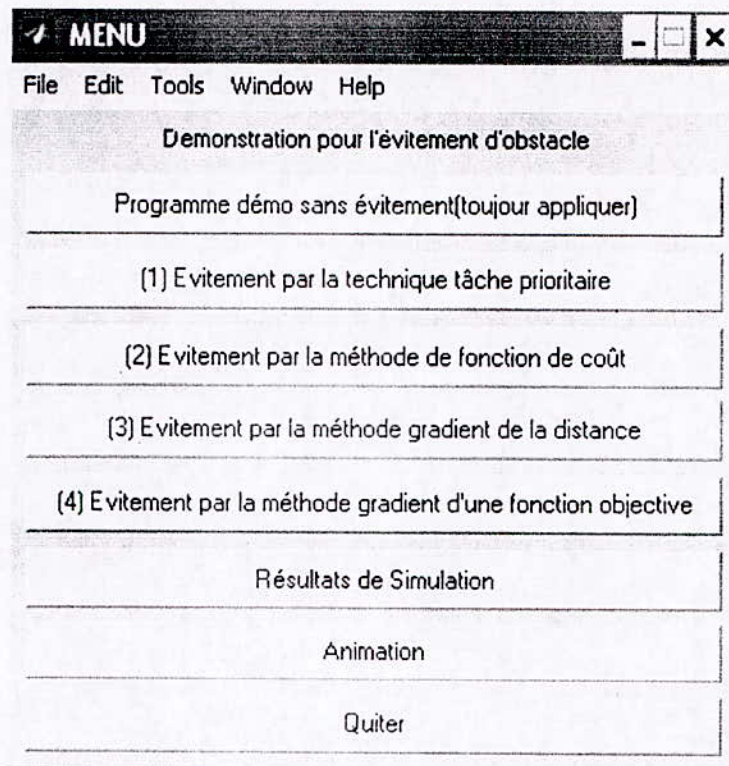 MENU
File Edit Tools Window Help
Demonstration pour l'évitement d'obstacle
Programme démo sans évitement(toujour appliquer)
(1) Evitement par la technique tâche prioritaire
(2) Evitement par la méthode de fonction de coût
(3) Evitement par la méthode gradient de la distance
(4) Evitement par la méthode gradient d'une fonction objective
Résultats de Simulation
Animation
Quiter